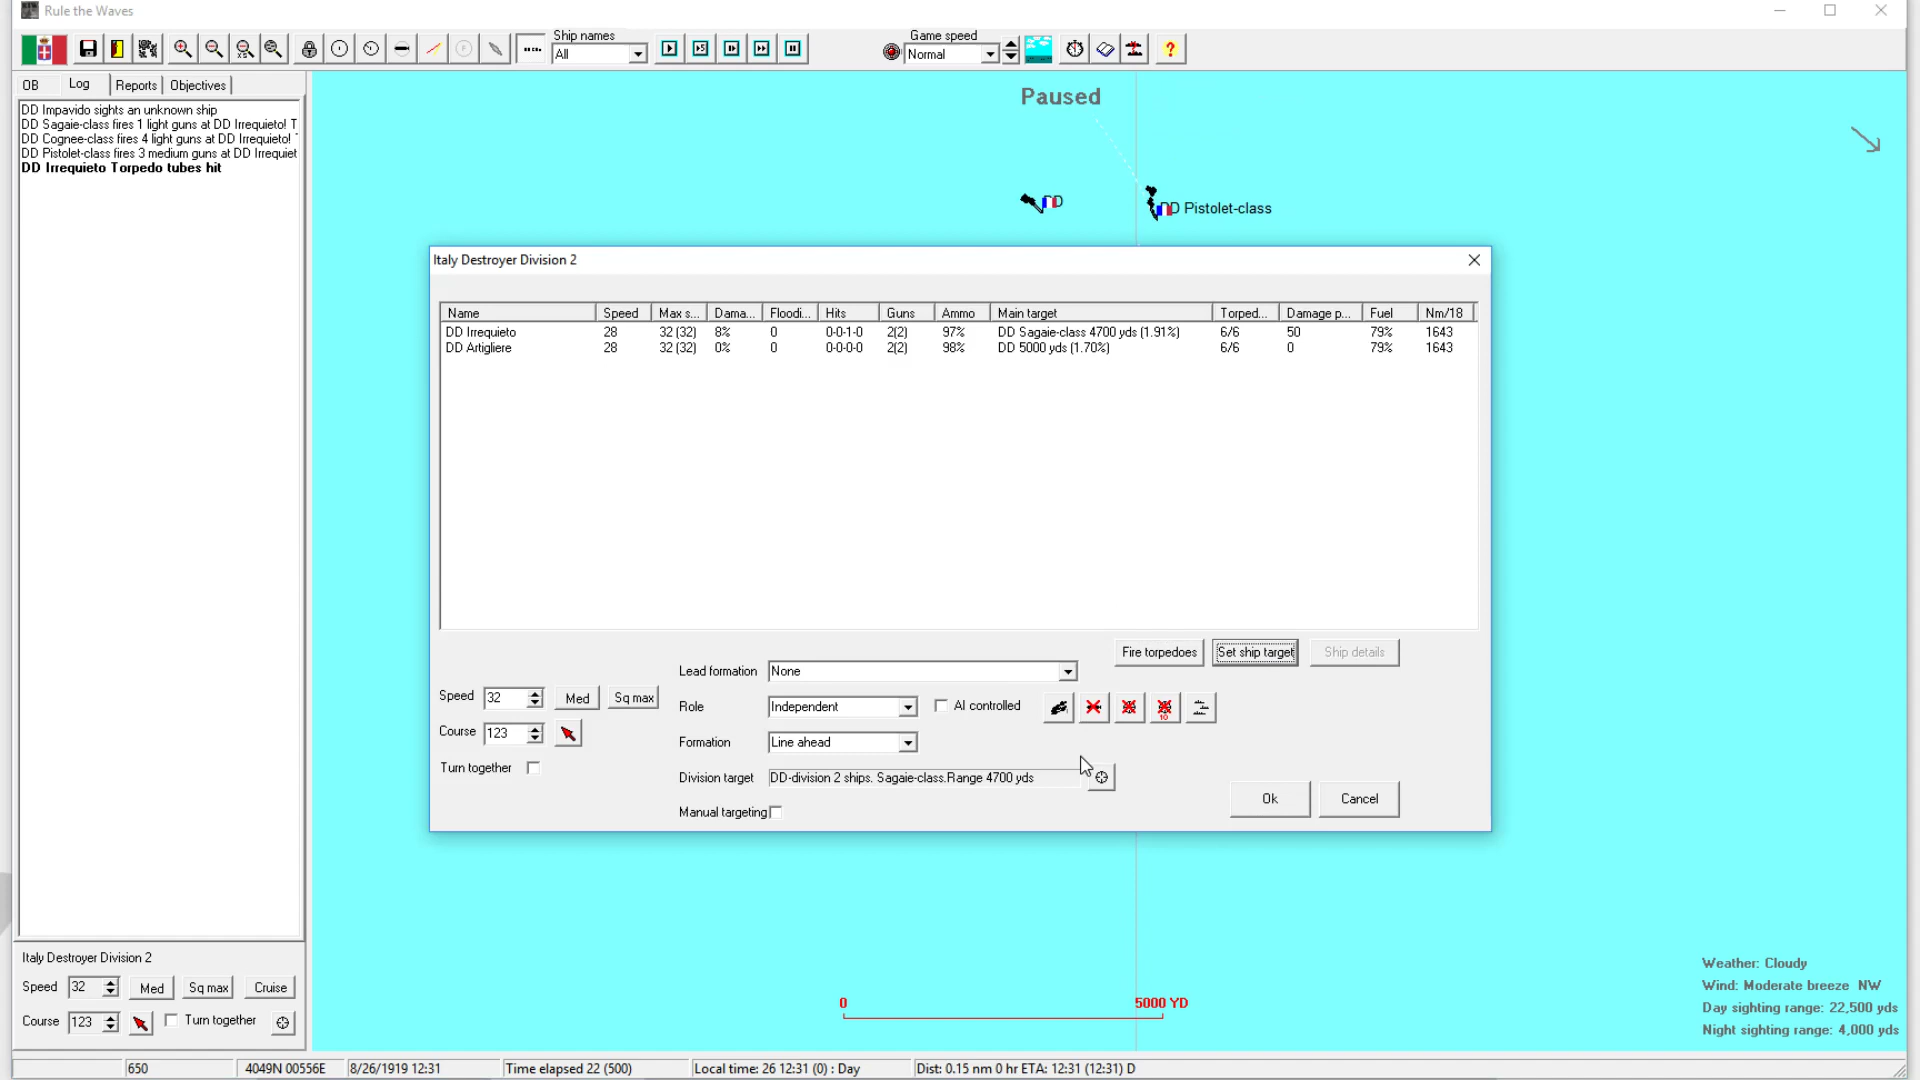 Rule the Waves
Ship names
All
Game speed
Normal
OB Log Reports Objectives
DD Impavido sights an unknown ship
DD Sagaie-class fires 1 light guns at DD Irrequieto! T
DD Cognee-class fires 4 light guns at DD Irrequieto!
DD Pistolet-class fires 3 medium guns at DD Irrequiet
DD Irrequieto Torpedo tubes hit
Paused
DD
DD Pistolet-class
Italy Destroyer Division 2
Name Speed Max s... Dama... Floodi... Hits Guns Ammo Main target Torped... Damage p... Fuel Nm/18
DD Irrequieto 28 32 (32) 8% 0 0-0-1-0 2(2) 97% DD Sagaie-class 4700 yds (1.91%) 6/6 50 79% 1643
DD Artigliere 28 32 (32) 0% 0 0-0-0-0 2(2) 98% DD 5000 yds (1.70%) 6/6 0 79% 1643
Fire torpedoes Set ship target Ship details
Lead formation None
Speed 32 Med Sq max
Role Independent AI controlled
10
Course 123
Formation Line ahead
Turn together
Division target DD-division 2 ships. Sagaie-class.Range 4700 yds
Ok Cancel
Manual targeting
Italy Destroyer Division 2
Speed 32 Med Sq max Cruise
Course 123 Turn together
0 5000 YD
Weather: Cloudy
Wind: Moderate breeze NW
Day sighting range: 22,500 yds
Night sighting range: 4,000 yds
650 4049N 00556E 8/26/1919 12:31 Time elapsed 22 (500) Local time: 26 12:31 (0) : Day Dist: 0.15 nm 0 hr ETA: 12:31 (12:31) D